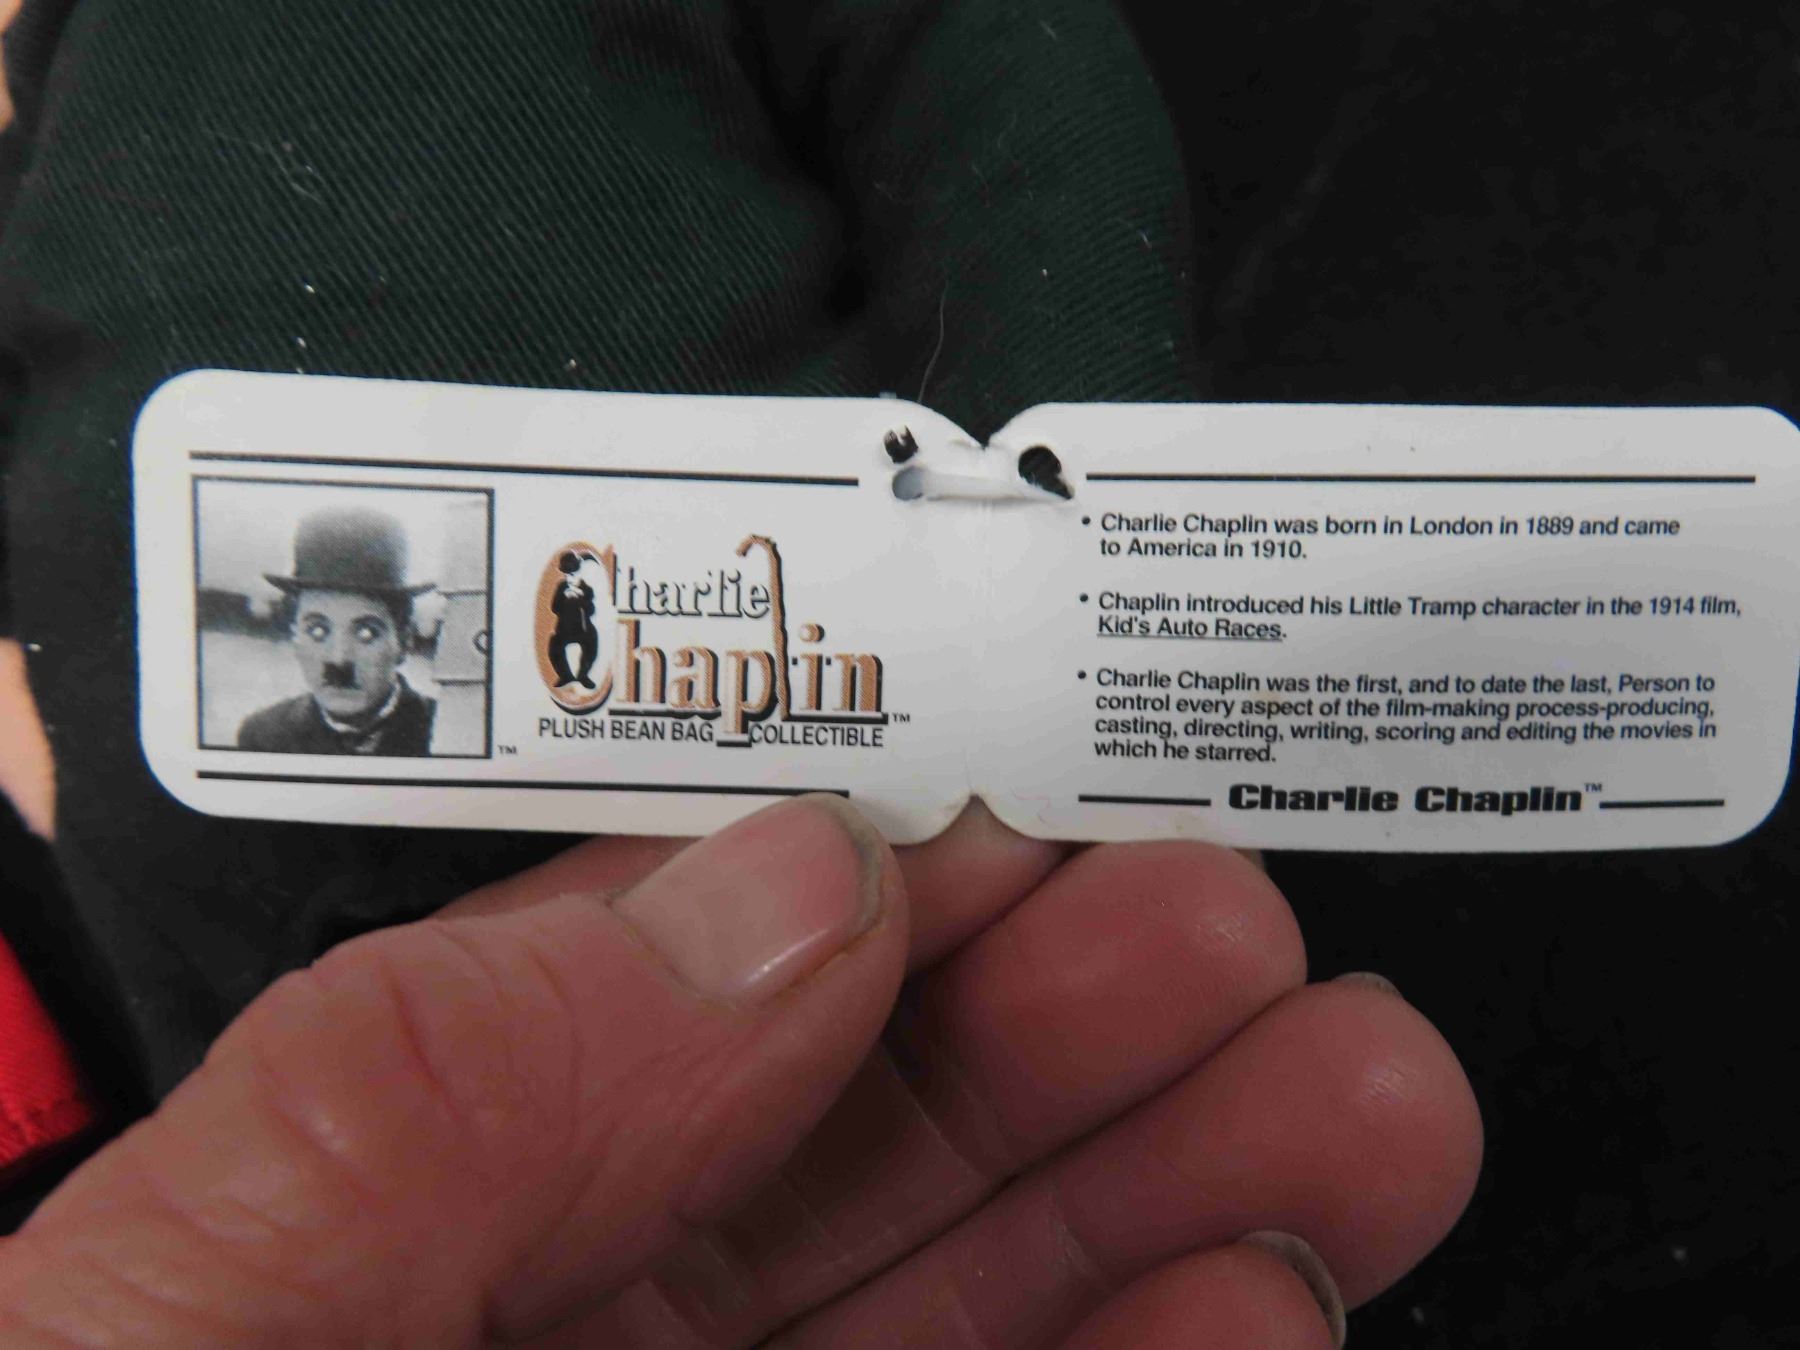 Charlie
Chaplin™
PLUSH BEAN BAG COLLECTIBLE
™
• Charlie Chaplin was born in London in 1889 and came
to America in 1910.
• Chaplin introduced his Little Tramp character in the 1914 film,
Kid's Auto Races.
• Charlie Chaplin was the first, and to date the last, Person to
control every aspect of the film-making process-producing,
casting, directing, writing, scoring and editing the movies in
which he starred.
Charlie Chaplin™